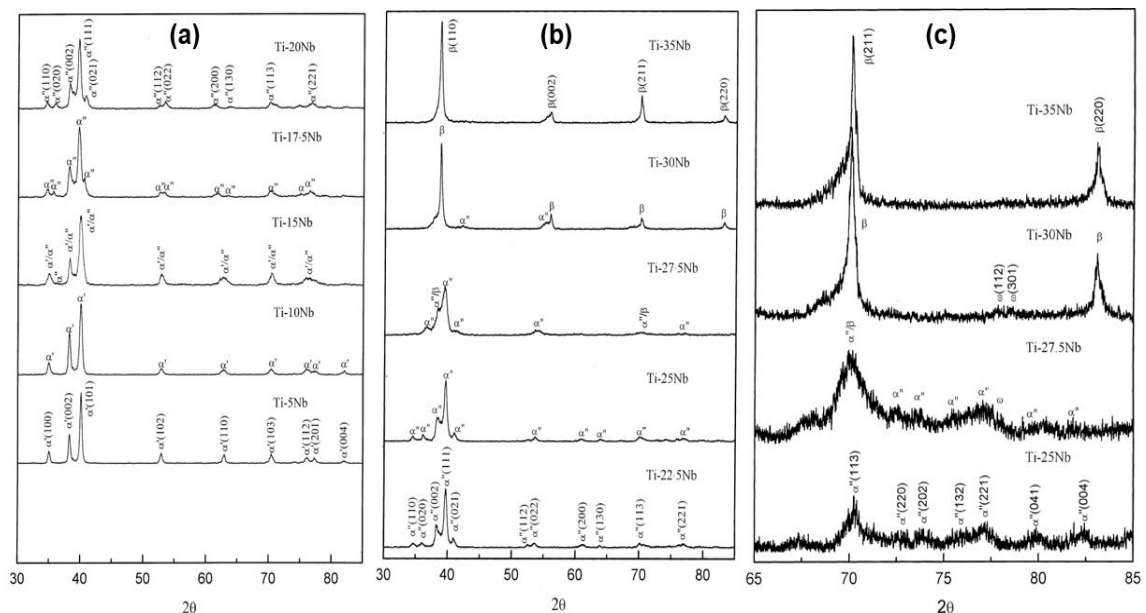 (a)
Ti-20Nb
α"(110)
α"(020)
α"(002)
α"(111)
α"(021)
α"(112)
α"(022)
α"(200)
α"(130)
α"(113)
α"(221)
Ti-17·5Nb
α"
α"
α"
α"
α"
α"
α"
α"
α"
α"
α"
Ti-15Nb
α'/α"
α"
α'/α"
α'/α"
α'/α"
α'/α"
α'/α"
α'/α"
Ti-10Nb
α'
α'
α'
α'
α'
α'
α'
α'
α'
Ti-5Nb
α'(100)
α'(002)
α'(101)
α'(102)
α'(110)
α'(103)
α'(112)
α'(201)
α'(004)
30 40 50 60 70 80
2θ
(b)
Ti-35Nb
β(110)
β(002)
β(211)
β(220)
Ti-30Nb
β
α"
α"
β
β
β
Ti-27·5Nb
α"
α"/β
α"
α"
α"
α"/β
α"
Ti-25Nb
α"
α"
α"
α"
α"
α"
α"
α"
α"
α"
Ti-22·5Nb
α"(110)
α"(020)
α"(002)
α"(111)
α"(021)
α"(112)
α"(022)
α"(200)
α"(130)
α"(113)
α"(221)
30 40 50 60 70 80
2θ
(c)
β(211)
Ti-35Nb
β(220)
Ti-30Nb
β
ω(112)
ω(301)
β
Ti-27.5Nb
α"/β
α"
α"
α"
α"
ω
α"
α"
Ti-25Nb
α"(113)
α"(220)
α"(202)
α"(132)
α"(221)
α"(041)
α"(004)
65 70 75 80 85
2θ